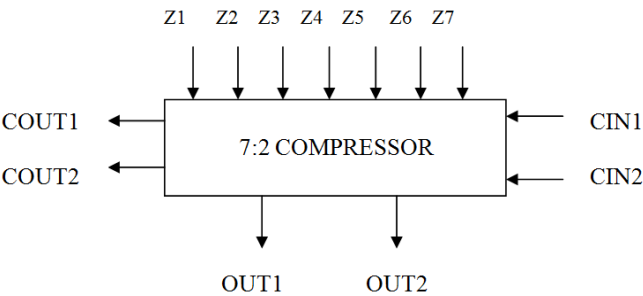 Z1 Z2 Z3 Z4 Z5 Z6 Z7
COUT1 CIN1
7:2 COMPRESSOR
COUT2 CIN2
OUT1 OUT2